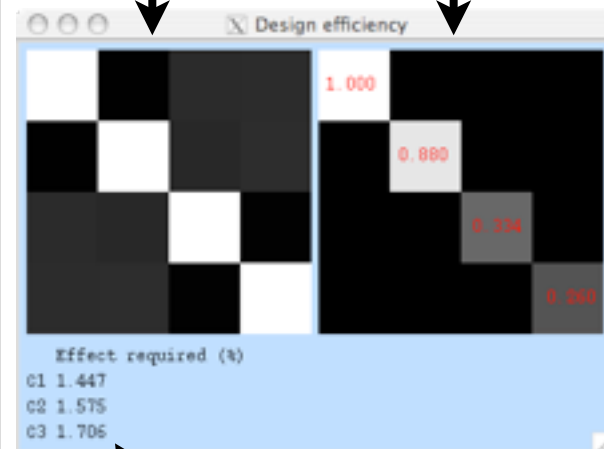 Design efficiency
1.000
0.880
0.334
0.268
Effect required (%)
C1 1.447
C2 1.575
C3 1.706